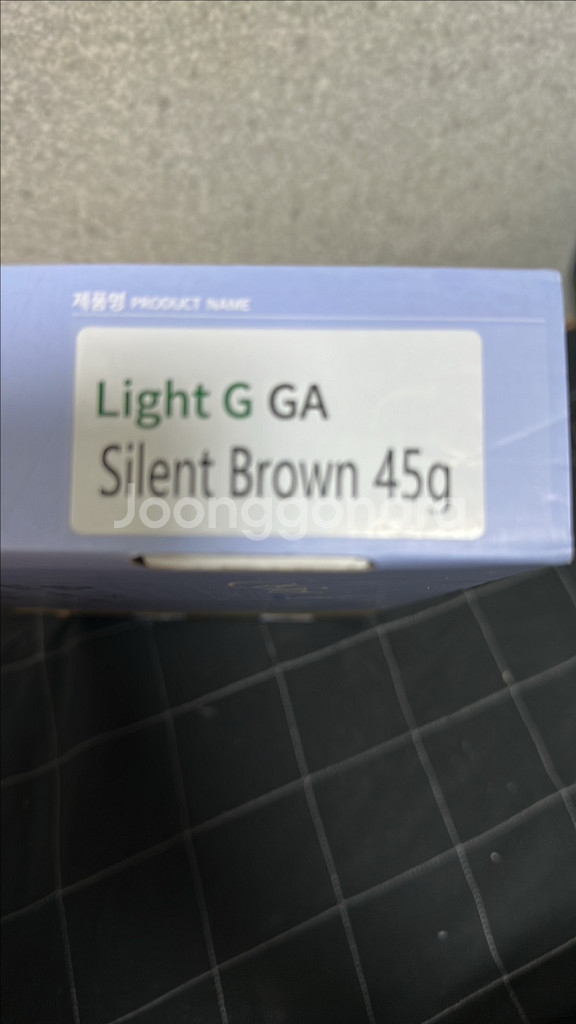 제품명 PRODUCT NAME
Light G GA
Silent Brown 45g
Joonggonara